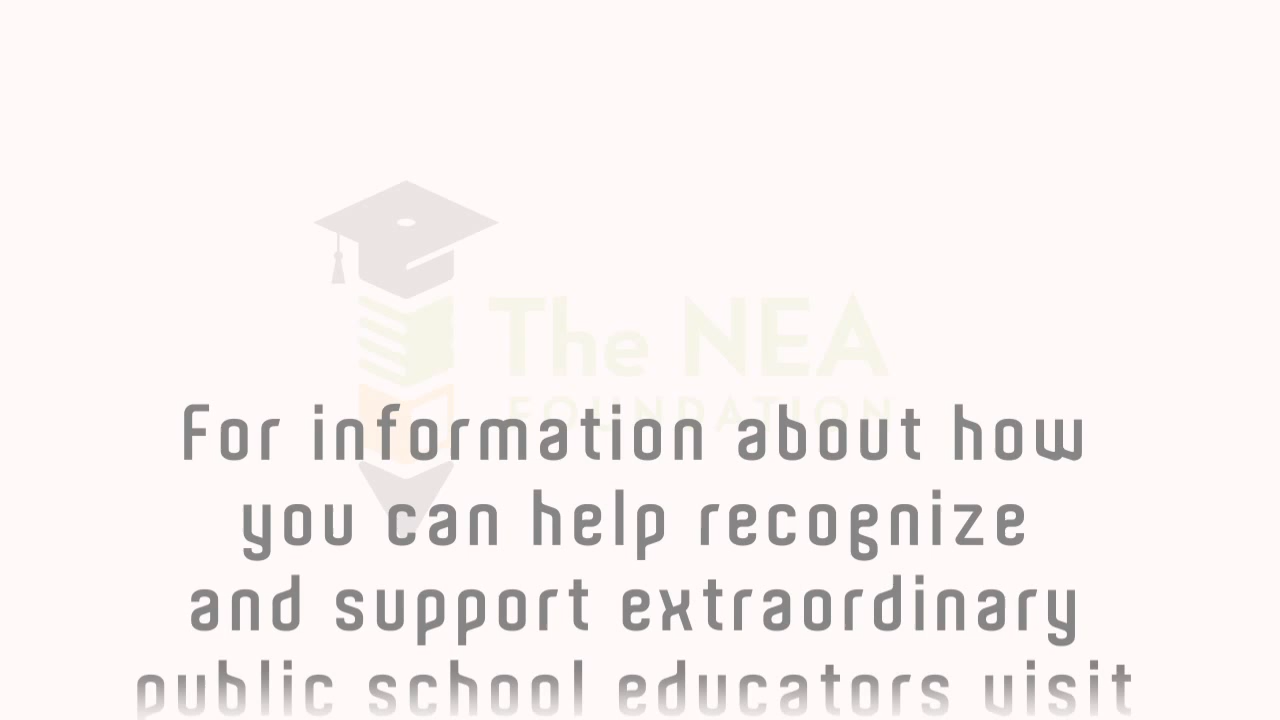 The NEA
FOUNDATION
For information about how
you can help recognize
and support extraordinary
public school educators visit